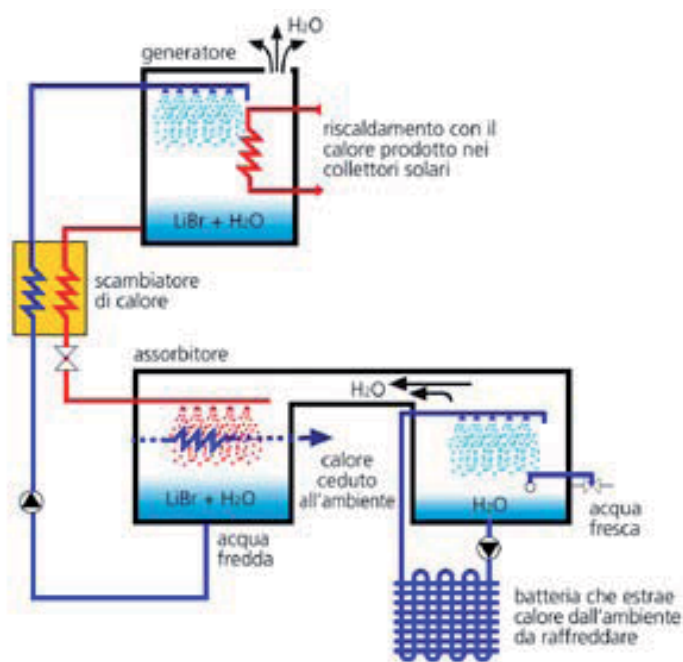 H₂O
generatore
riscaldamento con il
calore prodotto nei
collettori solari
LiBr + H₂O
scambiatore
di calore
assorbitore
H₂O
calore
ceduto
all'ambiente
LiBr + H₂O
H₂O
acqua
fresca
acqua
fredda
batteria che estrae
calore dall'ambiente
da raffreddare